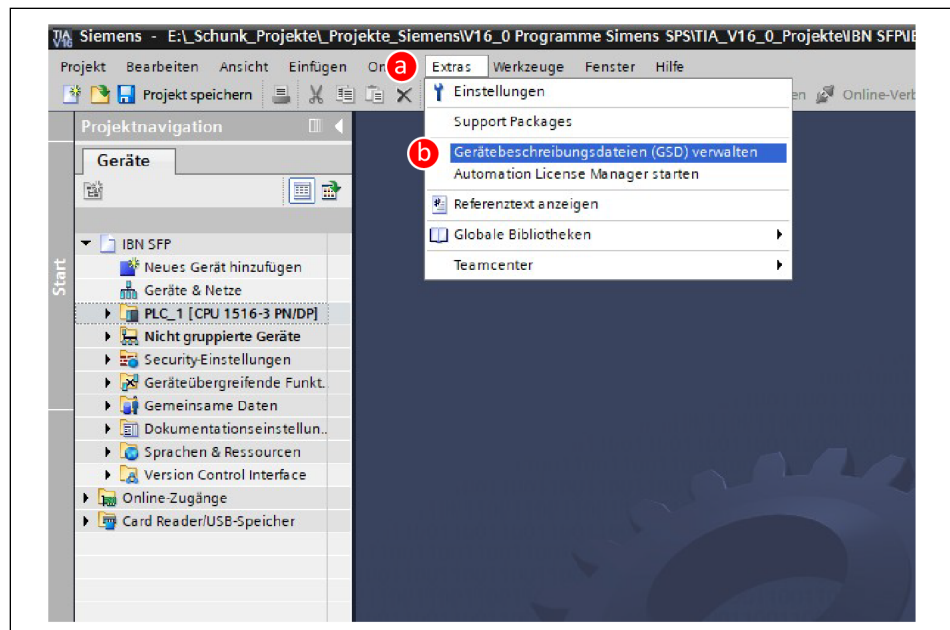 TIA V16 Siemens - E:\_Schunk_Projekte\_Projekte_Siemens\V16_0 Programme Simens SPS\TIA_V16_0_Projekte\IBN SFP\
Projekt Bearbeiten Ansicht Einfügen a Extras Werkzeuge Fenster Hilfe
Projekt speichern
Projektnavigation
Geräte
IBN SFP
Neues Gerät hinzufügen
Geräte & Netze
PLC_1 [CPU 1516-3 PN/DP]
Nicht gruppierte Geräte
Security-Einstellungen
Geräteübergreifende Funkt..
Gemeinsame Daten
Dokumentationseinstellun..
Sprachen & Ressourcen
Version Control Interface
Online-Zugänge
Card Reader/USB-Speicher
Start
Einstellungen
Support Packages
b Gerätebeschreibungsdateien (GSD) verwalten
Automation License Manager starten
Referenztext anzeigen
Globale Bibliotheken
Teamcenter
en Online-Verb